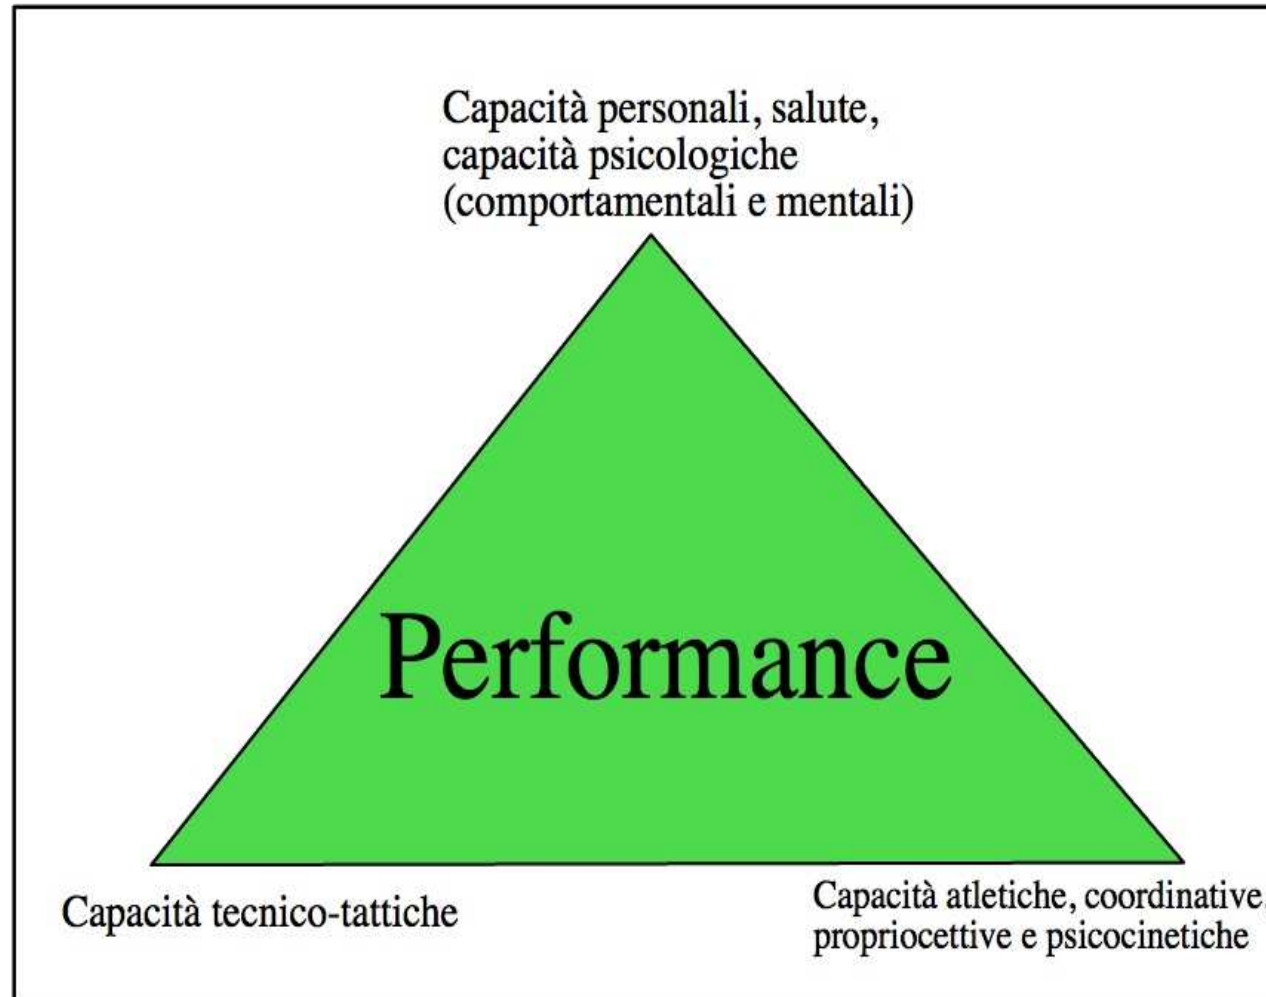 Capacità personali, salute,
capacità psicologiche
(comportamentali e mentali)
Performance
Capacità tecnico-tattiche
Capacità atletiche, coordinative,
propriocettive e psicocinetiche